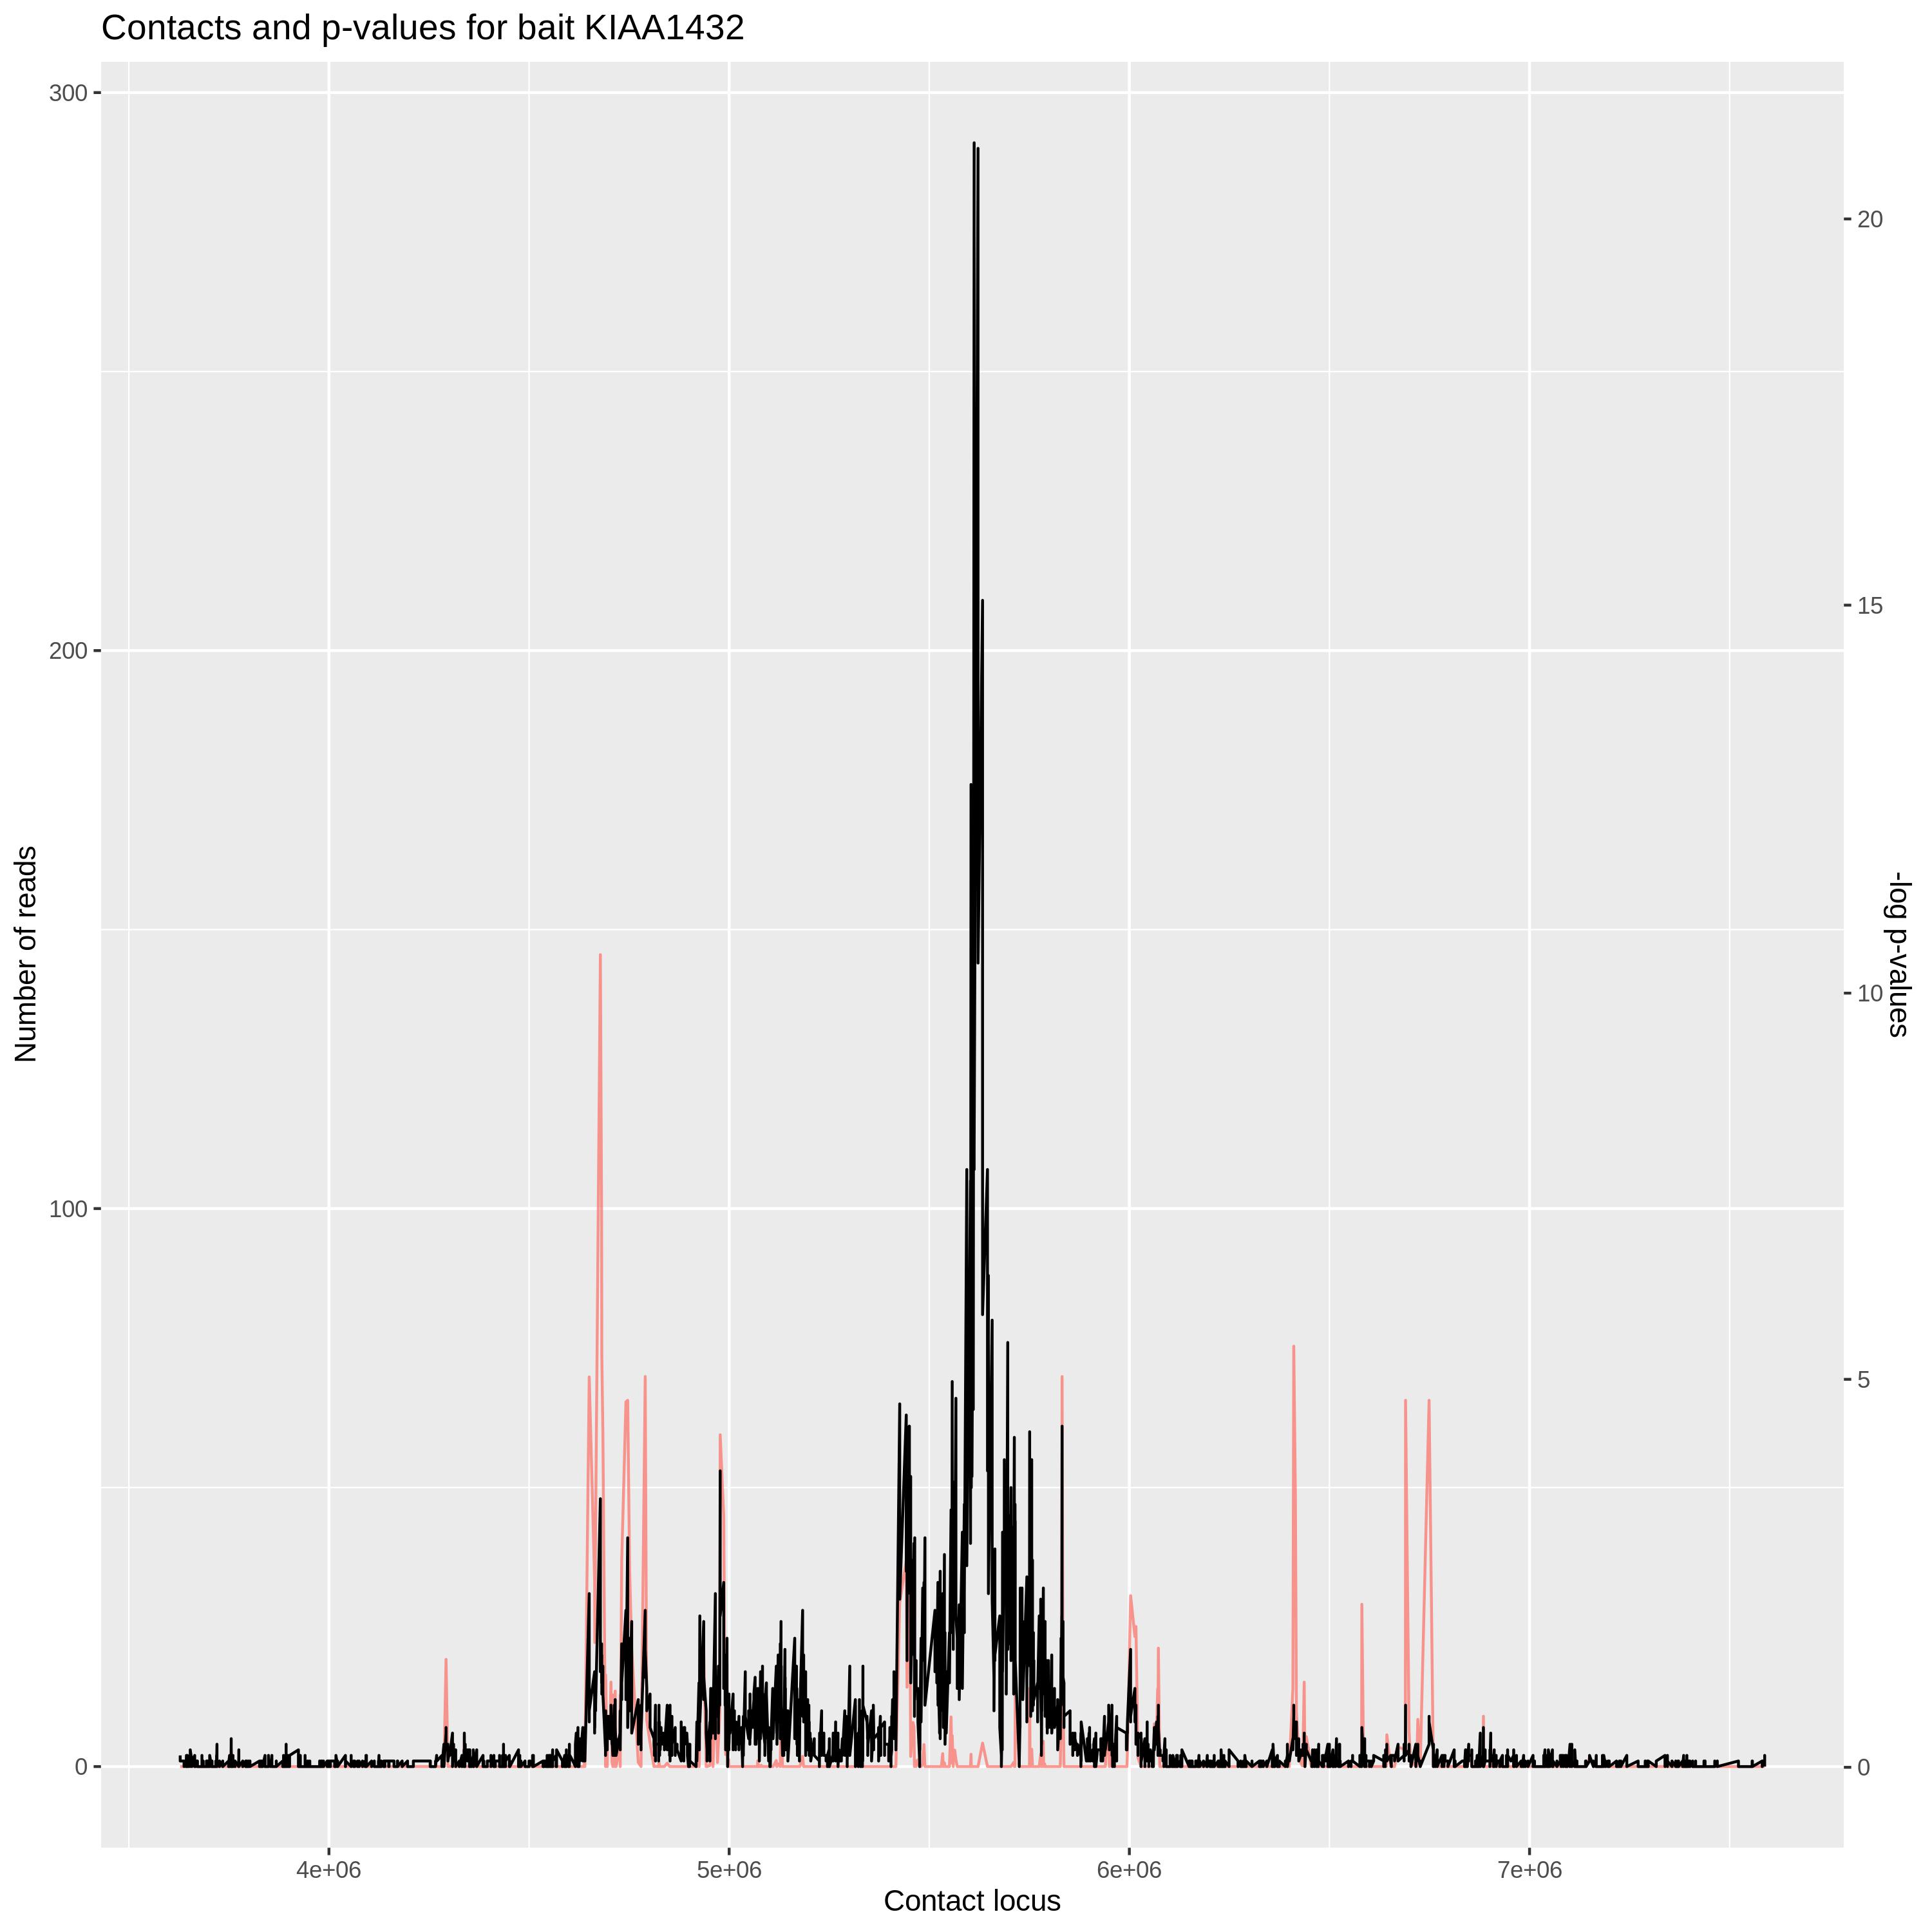 Contacts and p-values for bait KIAA1432
300
200
100
0
Number of reads
20
15
10
5
0
-log p-values
4e+06
5e+06
6e+06
7e+06
Contact locus